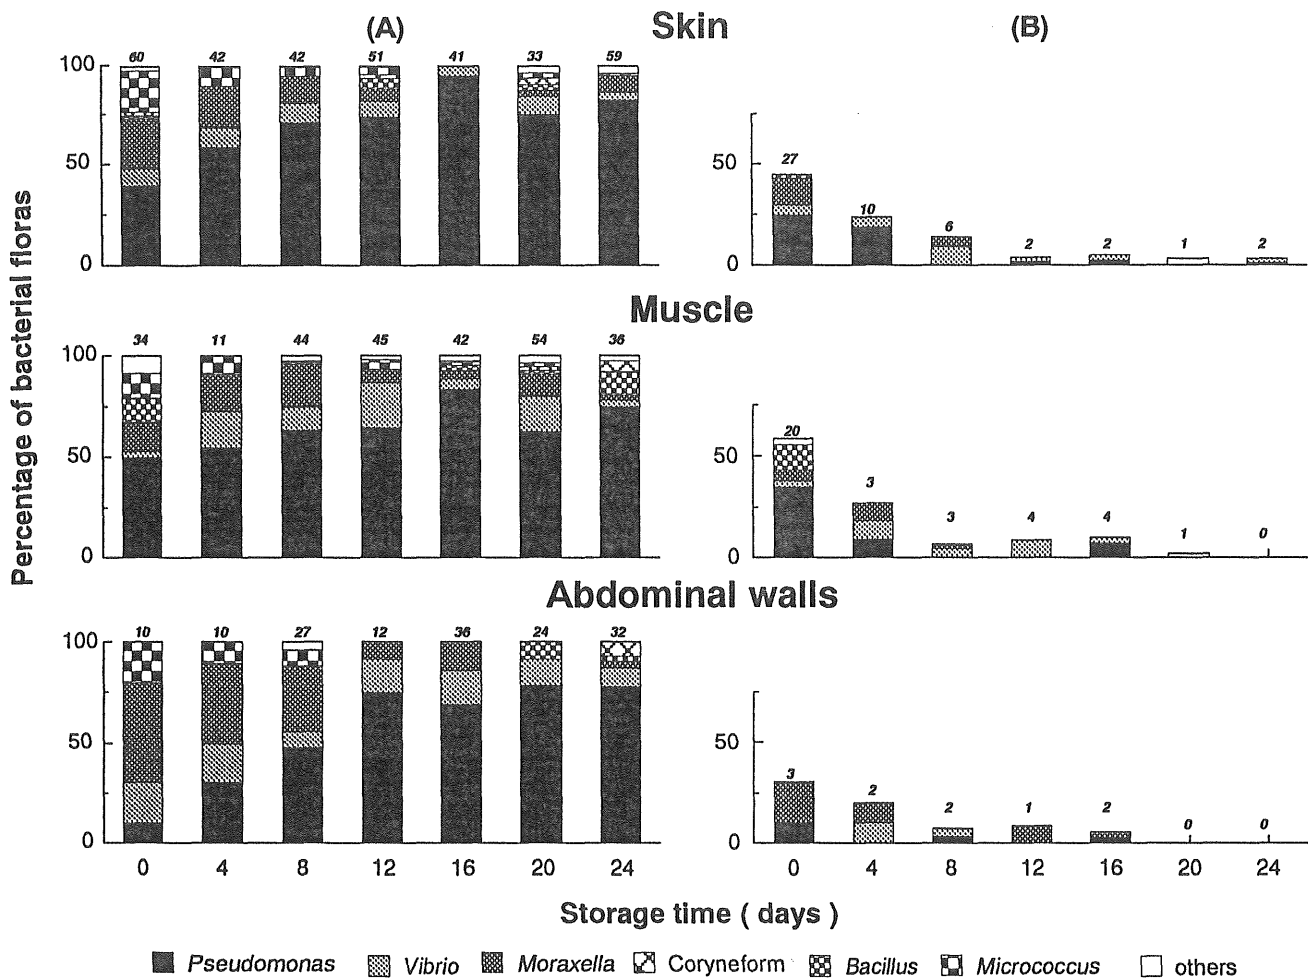 (A) Skin (B)
60 42 42 51 41 33 59
100
50
0
27 10 6 2 2 1 2
50
0
Muscle
34 11 44 45 42 54 36
100
50
0
20 3 3 4 4 1 0
50
0
Abdominal walls
10 10 27 12 36 24 32
100
50
0
3 2 2 1 2 0 0
50
0
Percentage of bacterial floras
0 4 8 12 16 20 24 0 4 8 12 16 20 24
Storage time ( days )
Pseudomonas Vibrio Moraxella Coryneform Bacillus Micrococcus others